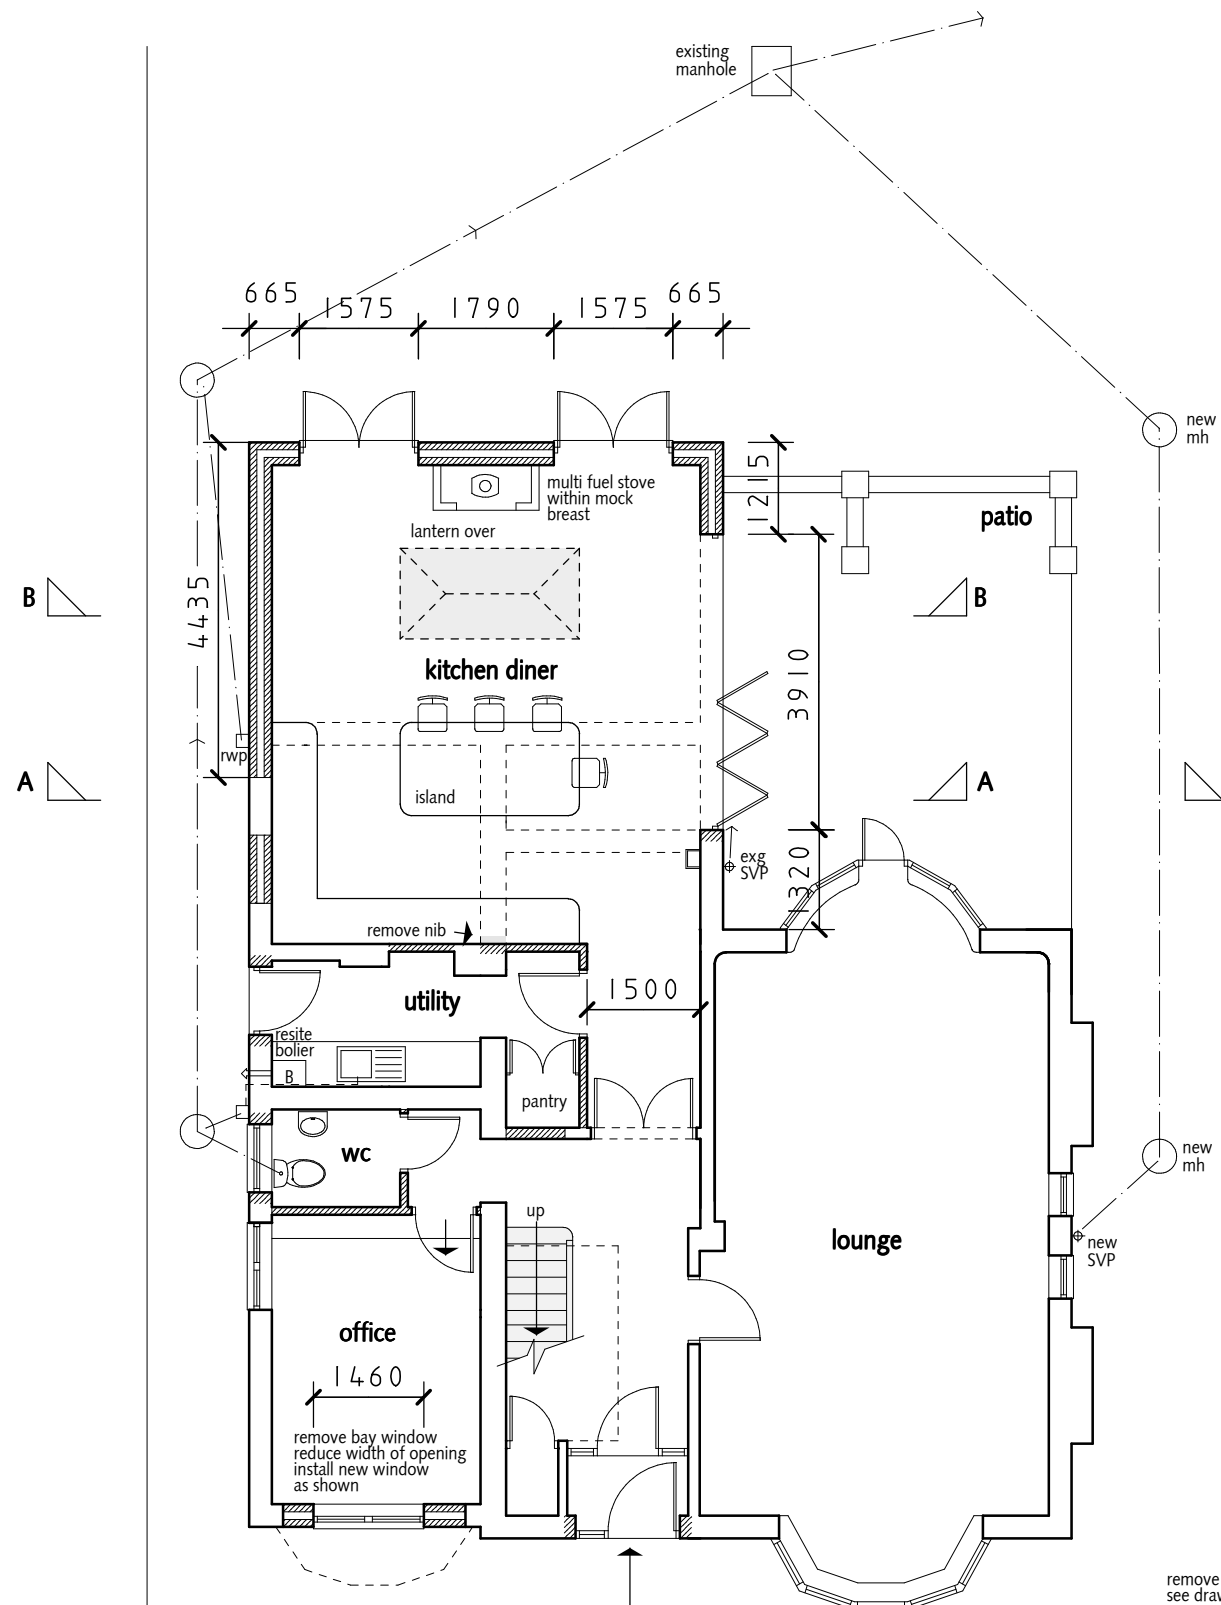 existing
manhole
665
1575
1790
1575
665
new
mh
1215
multi fuel stove
within mock
breast
patio
lantern over
4435
B
B
kitchen diner
3910
rwp
A
island
A
exg
SVP
1320
remove nib
utility
1500
resite
bolier
B
pantry
wc
new
mh
up
lounge
new
SVP
office
1460
remove bay window
reduce width of opening
install new window
as shown
remove
see draw